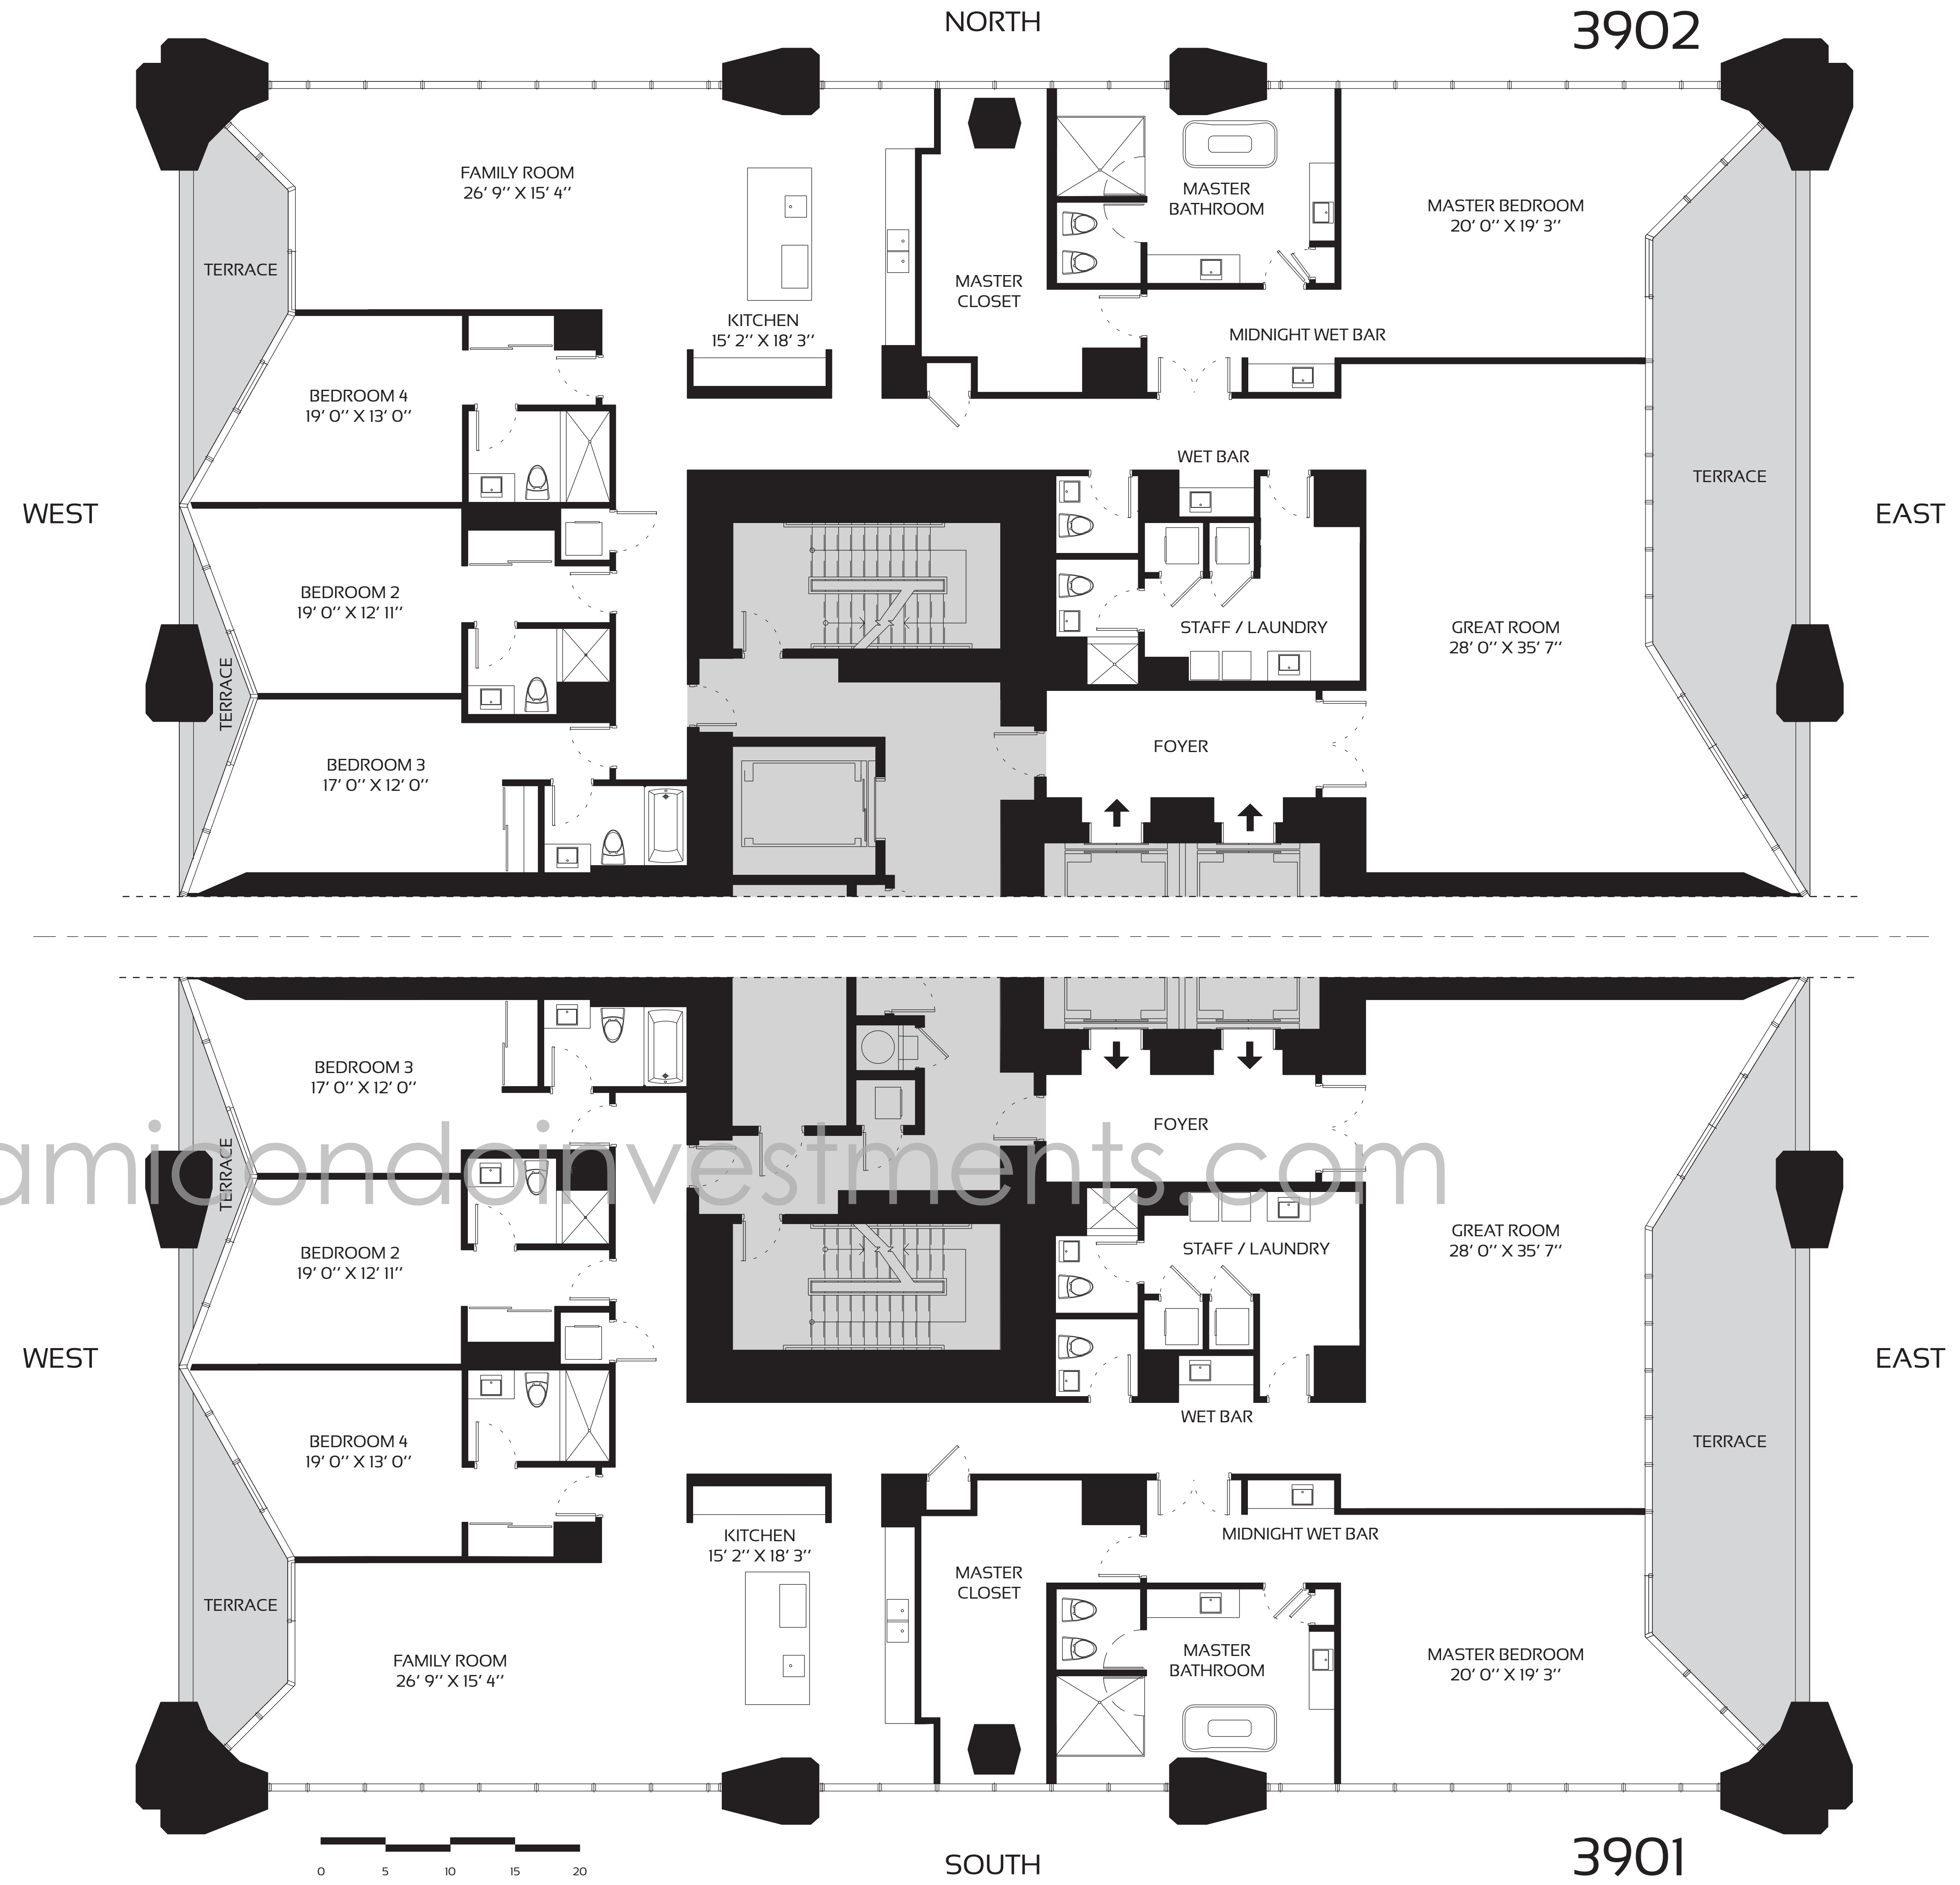 NORTH
3902
FAMILY ROOM
26' 9'' X 15' 4''
MASTER
BATHROOM
MASTER BEDROOM
20' 0'' X 19' 3''
TERRACE
MASTER
CLOSET
KITCHEN
15' 2'' X 18' 3''
MIDNIGHT WET BAR
BEDROOM 4
19' 0'' X 13' 0''
WET BAR
TERRACE
WEST
EAST
BEDROOM 2
19' 0'' X 12' 11''
STAFF / LAUNDRY
GREAT ROOM
28' 0'' X 35' 7''
TERRACE
FOYER
BEDROOM 3
17' 0'' X 12' 0''
BEDROOM 3
17' 0'' X 12' 0''
FOYER
amicondoinvestments.com
TERRACE
BEDROOM 2
19' 0'' X 12' 11''
STAFF / LAUNDRY
GREAT ROOM
28' 0'' X 35' 7''
WEST
EAST
WET BAR
BEDROOM 4
19' 0'' X 13' 0''
TERRACE
KITCHEN
15' 2'' X 18' 3''
MIDNIGHT WET BAR
MASTER
CLOSET
TERRACE
FAMILY ROOM
26' 9'' X 15' 4''
MASTER
BATHROOM
MASTER BEDROOM
20' 0'' X 19' 3''
0 5 10 15 20
SOUTH
3901